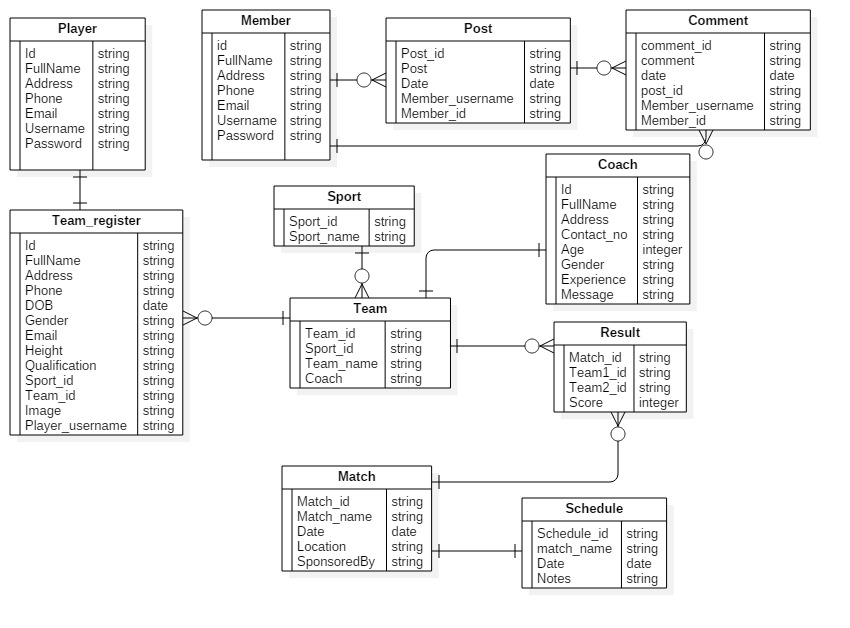 Player
Id string
FullName string
Address string
Phone string
Email string
Username string
Password string
Member
id string
FullName string
Address string
Phone string
Email string
Username string
Password string
Post
Post_id string
Post string
Date date
Member_username string
Member_id string
Comment
comment_id string
comment string
date date
post_id string
Member_username string
Member_id string
Team_register
Id string
FullName string
Address string
Phone string
DOB date
Gender string
Email string
Height string
Qualification string
Sport_id string
Team_id string
Image string
Player_username string
Sport
Sport_id string
Sport_name string
Coach
Id string
FullName string
Address string
Contact_no string
Age integer
Gender string
Experience string
Message string
Team
Team_id string
Sport_id string
Team_name string
Coach string
Result
Match_id string
Team1_id string
Team2_id string
Score integer
Match
Match_id string
Match_name string
Date date
Location string
SponsoredBy string
Schedule
Schedule_id string
match_name string
Date date
Notes string